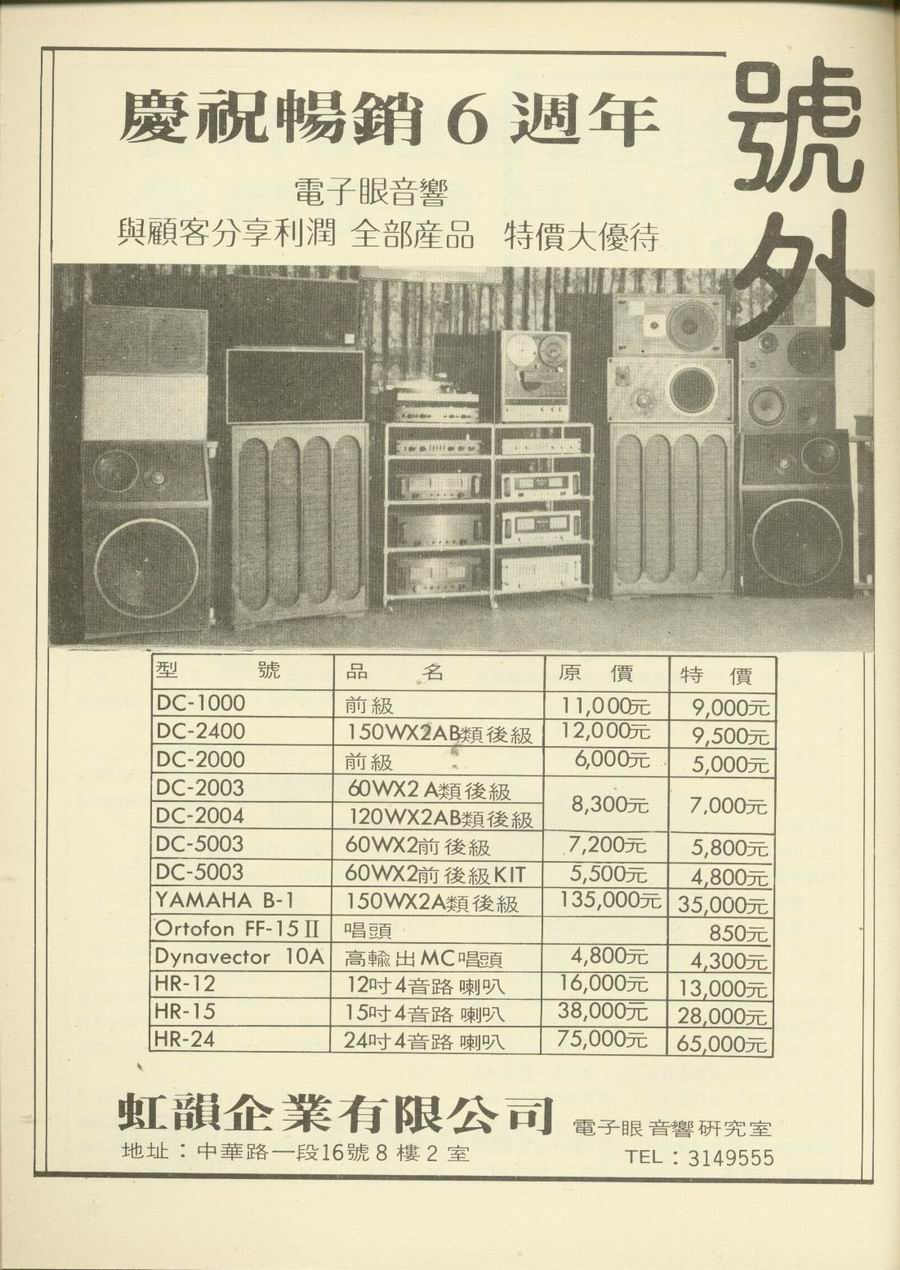 號外
慶祝暢銷6週年
電子眼音響
與顧客分享利潤 全部産品 特價大優待
型號 品名 原價 特價
DC-1000 前級 11,000元 9,000元
DC-2400 150WX2AB類後級 12,000元 9,500元
DC-2000 前級 6,000元 5,000元
DC-2003 60WX2 A類後級 8,300元 7,000元
DC-2004 120WX2AB類後級
DC-5003 60WX2前後級 7,200元 5,800元
DC-5003 60WX2前後級KIT 5,500元 4,800元
YAMAHA B-1 150WX2A類後級 135,000元 35,000元
Ortofon FF-15Ⅱ 唱頭 850元
Dynavector 10A 高輸出MC唱頭 4,800元 4,300元
HR-12 12吋4音路喇叭 16,000元 13,000元
HR-15 15吋4音路喇叭 38,000元 28,000元
HR-24 24吋4音路喇叭 75,000元 65,000元
虹韻企業有限公司 電子眼音響研究室
地址：中華路一段16號8樓2室 TEL：3149555